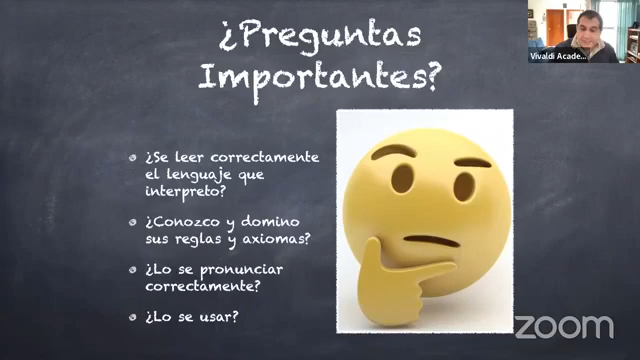 ¿Preguntas
Importantes?
Vivaldi Acade...
¿Se leer correctamente
el lenguaje que
interpreto?
¿Conozco y domino
sus reglas y axiomas?
¿Lo se pronunciar
correctamente?
¿Lo se usar?
zoom